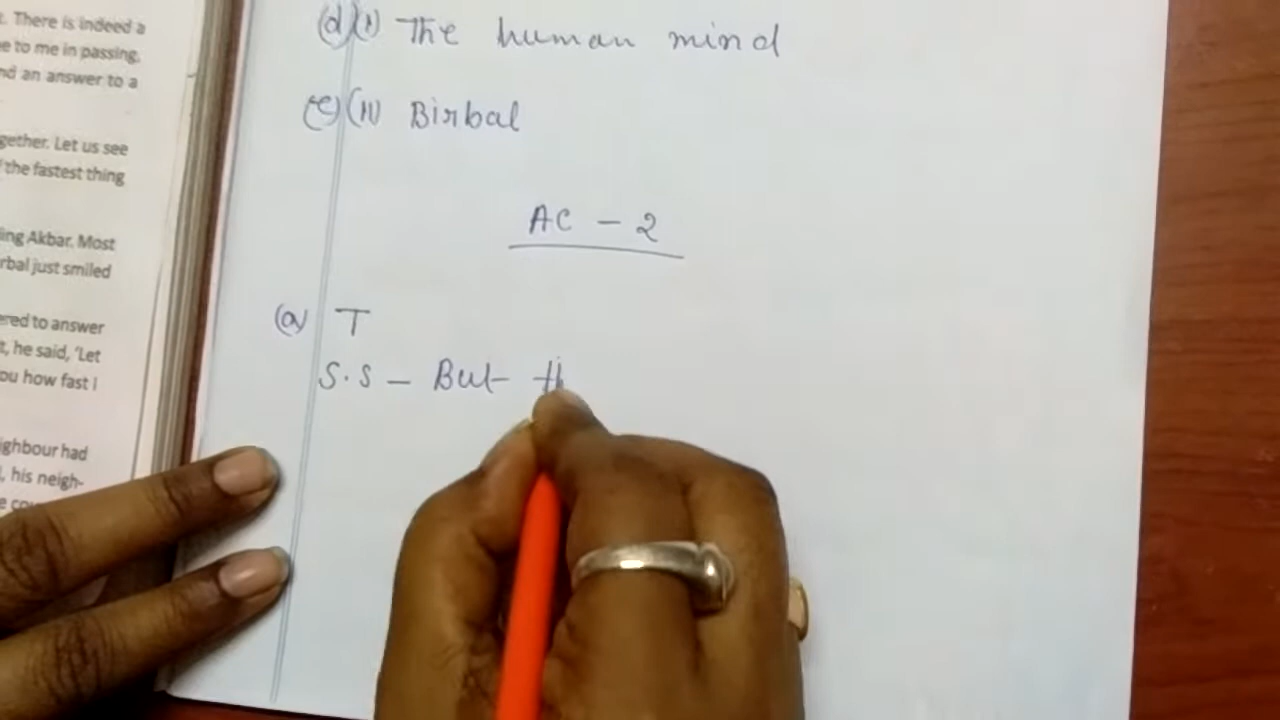 . There is indeed a
e to me in passing.
nd an answer to a
gether. Let us see
the fastest thing
ing Akbar. Most
rbal just smiled
ered to answer
t, he said, 'Let
ou how fast I
ighbour had
, his neigh-
(d) (i) The human mind
(e) (ii) Birbal
AC - 2
(a) T
S.S - But th